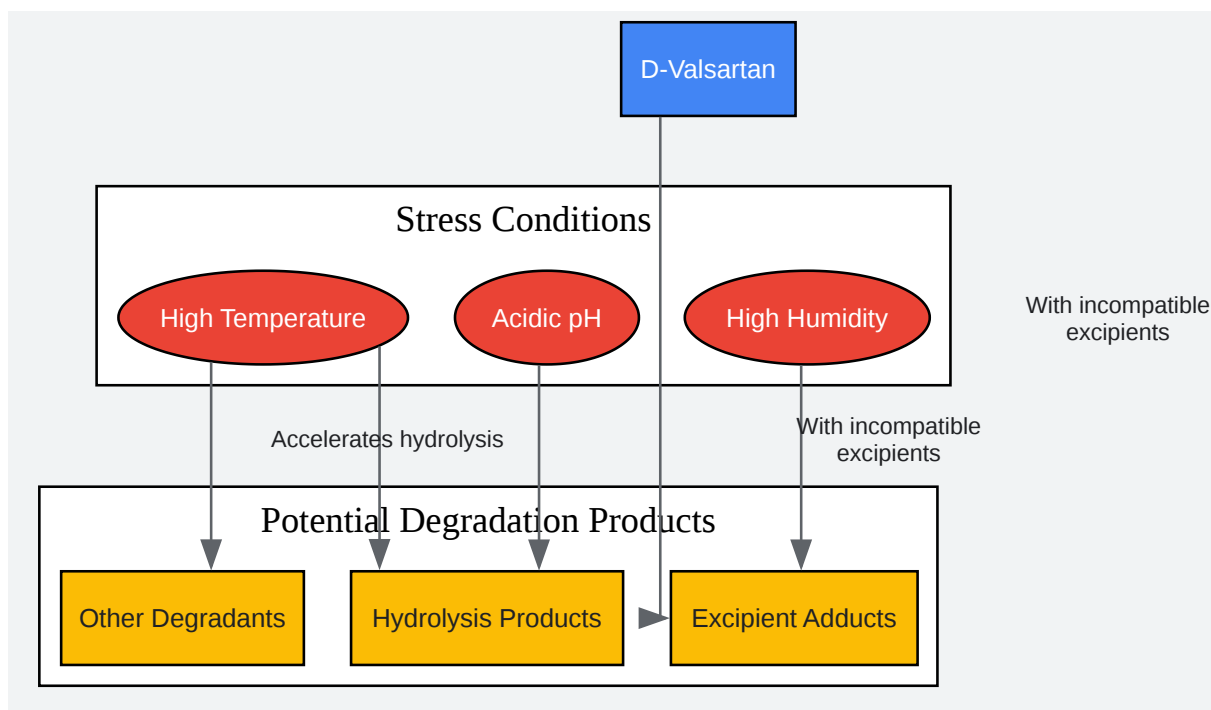 D-Valsartan
Stress Conditions
High Temperature
Acidic pH
High Humidity
With incompatible
excipients
Accelerates hydrolysis
With incompatible
excipients
Potential Degradation Products
Other Degradants
Hydrolysis Products
Excipient Adducts